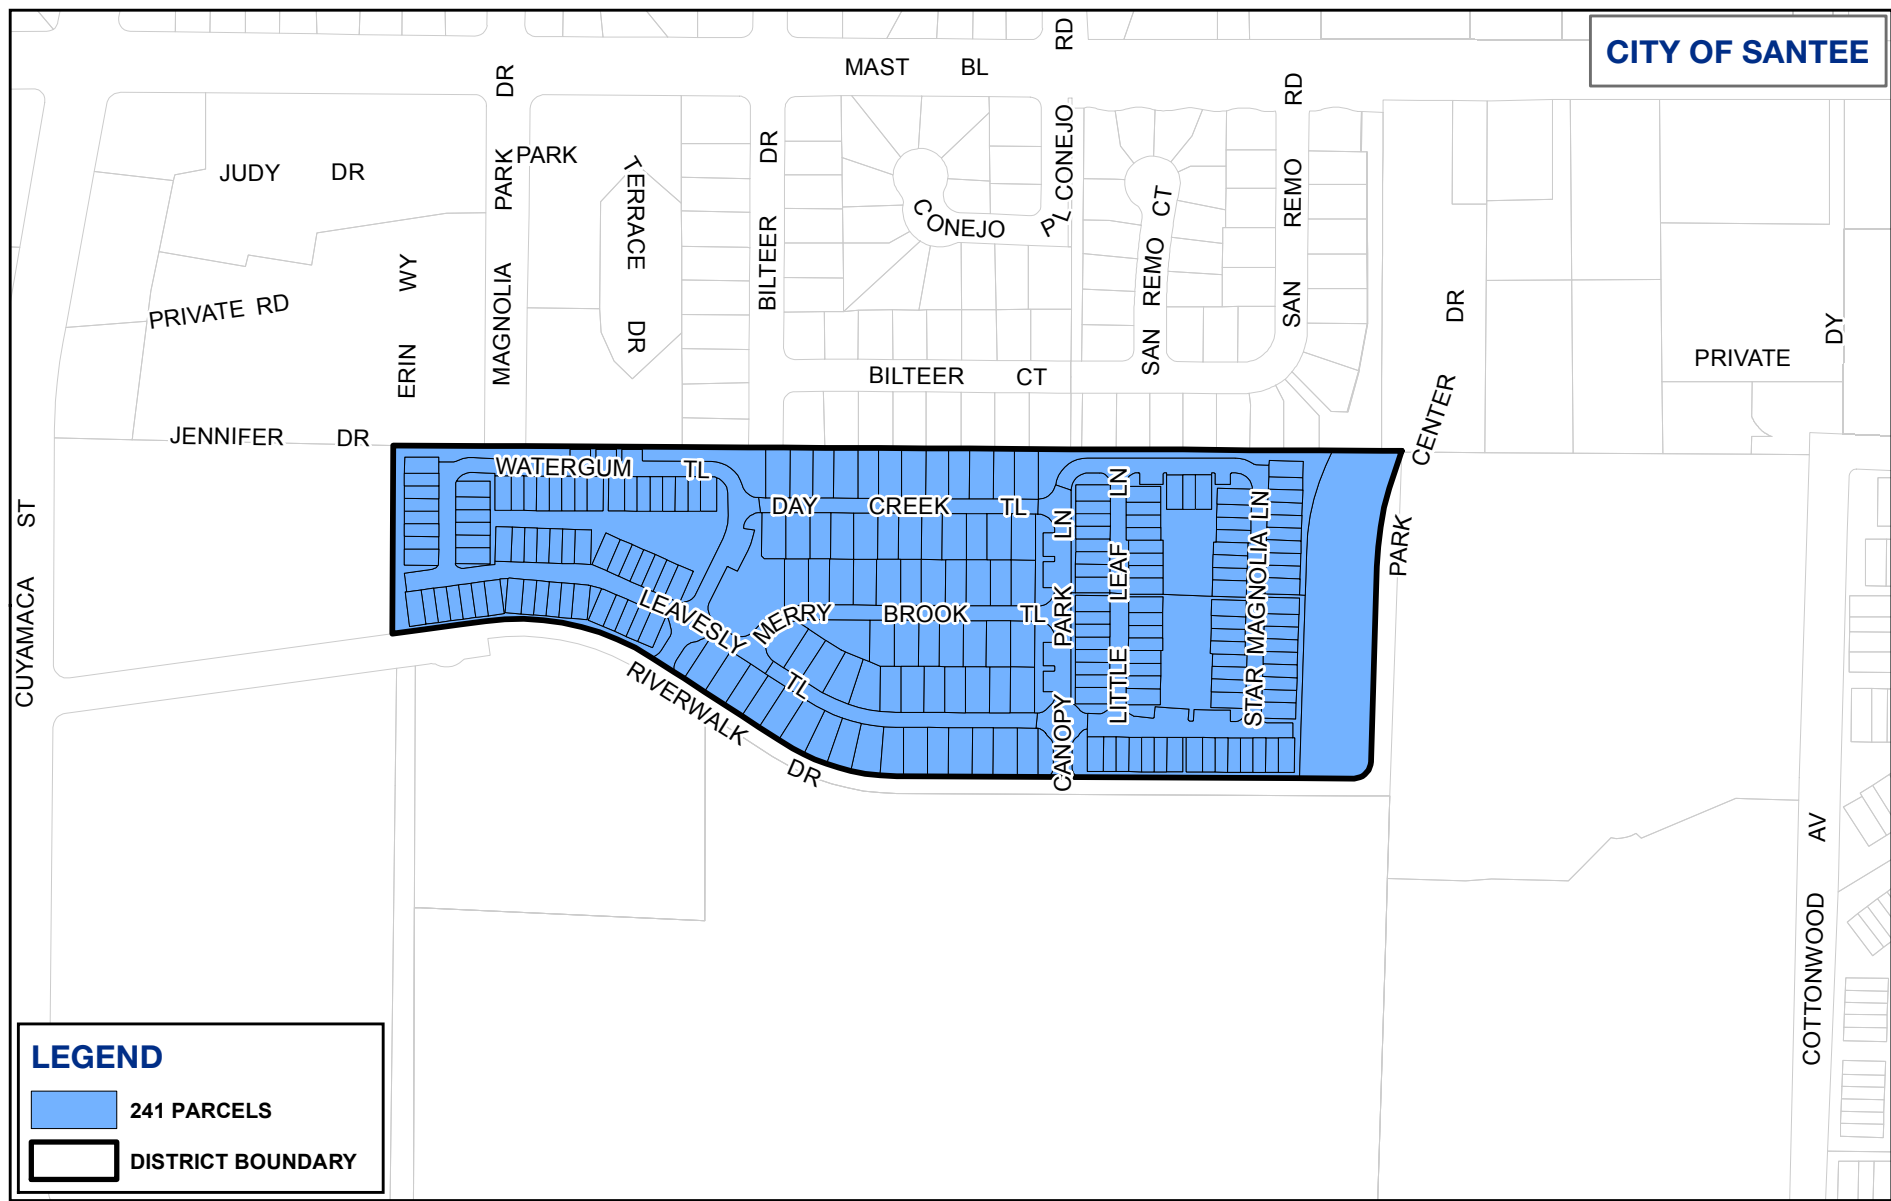 CITY OF SANTEE
MAST BL
RD
CONEJO
DR
PARK
MAGNOLIA
JUDY DR
PARK
TERRACE DR
BILTEER DR
CONEJO PL
SAN REMO CT
SAN REMO RD
PRIVATE RD
ERIN WY
BILTEER CT
CENTER DR
PARK
PRIVATE
DY
JENNIFER DR
WATERGUM TL
DAY CREEK TL
MERRY BROOK TL
LEAVESLY TL
CANOPY PARK LN
LITTLE LEAF LN
STAR MAGNOLIA LN
RIVERWALK DR
CUYAMACA ST
COTTONWOOD AV
LEGEND
241 PARCELS
DISTRICT BOUNDARY